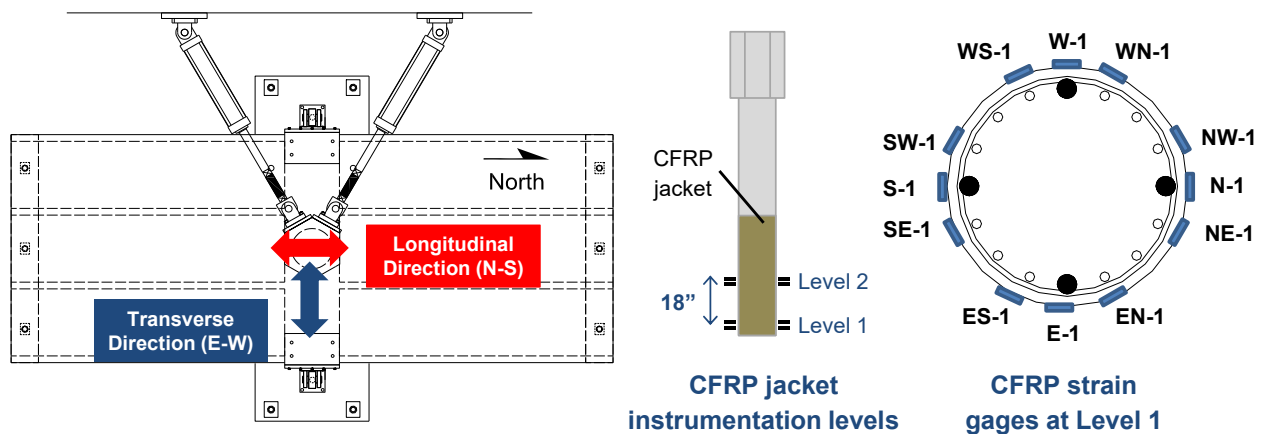 North
Longitudinal
Direction (N-S)
Transverse
Direction (E-W)
CFRP
jacket
18”
Level 2
Level 1
CFRP jacket
instrumentation levels
W-1
WS-1
WN-1
SW-1
NW-1
S-1
N-1
SE-1
NE-1
ES-1
EN-1
E-1
CFRP strain
gages at Level 1